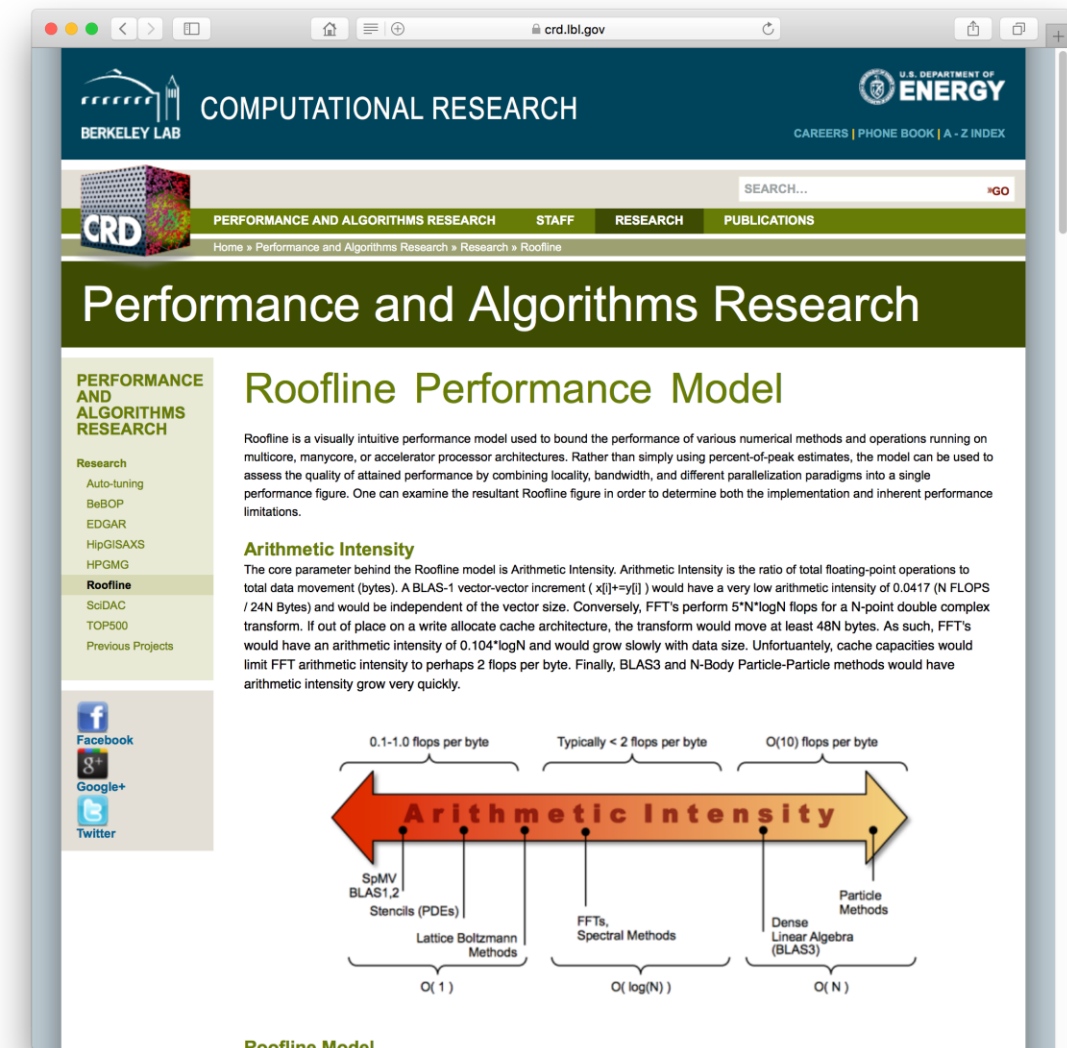 crd.lbl.gov
BERKELEY LAB
COMPUTATIONAL RESEARCH
U.S. DEPARTMENT OF
ENERGY
CAREERS | PHONE BOOK | A - Z INDEX
SEARCH...
»GO
CRD
PERFORMANCE AND ALGORITHMS RESEARCH STAFF RESEARCH PUBLICATIONS
Home » Performance and Algorithms Research » Research » Roofline
Performance and Algorithms Research
PERFORMANCE
AND
ALGORITHMS
RESEARCH
Research
Auto-tuning
BeBOP
EDGAR
HipGISAXS
HPGMG
Roofline
SciDAC
TOP500
Previous Projects
Facebook
g+
Google+
Twitter
Roofline Performance Model
Roofline is a visually intuitive performance model used to bound the performance of various numerical methods and operations running on
multicore, manycore, or accelerator processor architectures. Rather than simply using percent-of-peak estimates, the model can be used to
assess the quality of attained performance by combining locality, bandwidth, and different parallelization paradigms into a single
performance figure. One can examine the resultant Roofline figure in order to determine both the implementation and inherent performance
limitations.
Arithmetic Intensity
The core parameter behind the Roofline model is Arithmetic Intensity. Arithmetic Intensity is the ratio of total floating-point operations to
total data movement (bytes). A BLAS-1 vector-vector increment ( x[i]+=y[i] ) would have a very low arithmetic intensity of 0.0417 (N FLOPS
/ 24N Bytes) and would be independent of the vector size. Conversely, FFT's perform 5*N*logN flops for a N-point double complex
transform. If out of place on a write allocate cache architecture, the transform would move at least 48N bytes. As such, FFT's
would have an arithmetic intensity of 0.104*logN and would grow slowly with data size. Unfortuantely, cache capacities would
limit FFT arithmetic intensity to perhaps 2 flops per byte. Finally, BLAS3 and N-Body Particle-Particle methods would have
arithmetic intensity grow very quickly.
0.1-1.0 flops per byte
Typically < 2 flops per byte
O(10) flops per byte
Arithmetic Intensity
SpMV
BLAS1,2
Stencils (PDEs)
Lattice Boltzmann
Methods
FFTs,
Spectral Methods
Dense
Linear Algebra
(BLAS3)
Particle
Methods
O( 1 )
O( log(N) )
O( N )
Roofline Model